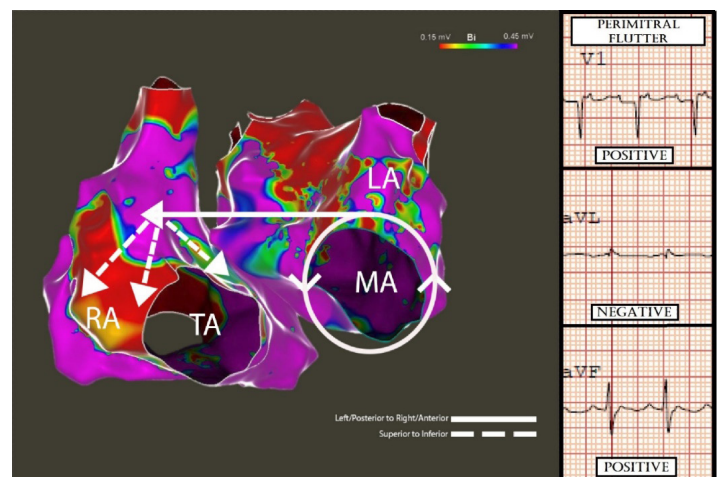 0.15 mV Bi 0.45 mV
LA
MA
RA
TA
Left/Posterior to Right/Anterior
Superior to Inferior
PERIMITRAL
FLUTTER
V1
POSITIVE
aVL
NEGATIVE
aVF
POSITIVE